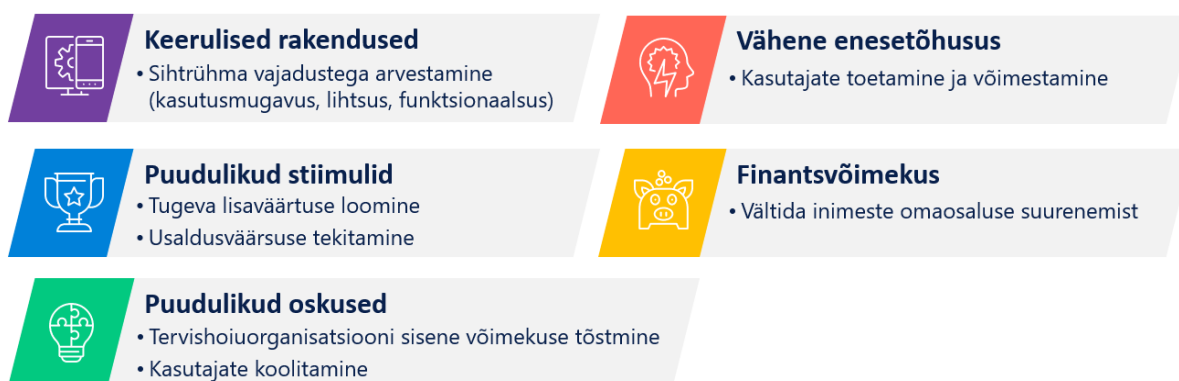 Keerulised rakendused
• Sihtrühma vajadustega arvestamine
(kasutusmugavus, lihtsus, funktsionaalsus)
Vähene enesetõhusus
• Kasutajate toetamine ja võimestamine
Puudulikud stiimulid
• Tugeva lisaväärtuse loomine
• Usaldusväärsuse tekitamine
Finantsvõimekus
• Vältida inimeste omaosaluse suurenemist
Puudulikud oskused
• Tervishoiuorganisatsiooni sisene võimekuse tõstmine
• Kasutajate koolitamine